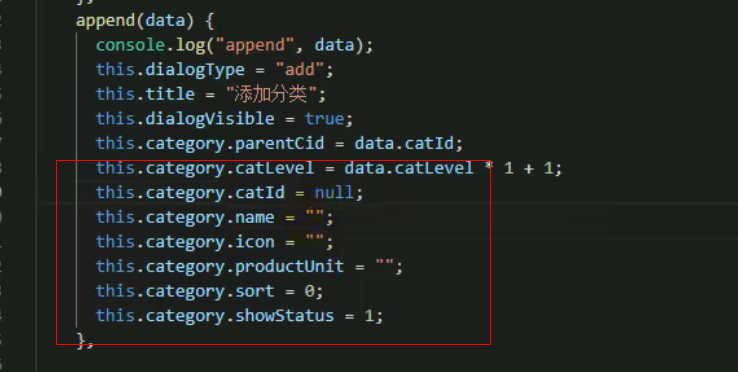 append(data) {
console.log("append", data);
this.dialogType = "add";
this.title = "添加分类";
this.dialogVisible = true;
this.category.parentCid = data.catId;
this.category.catLevel = data.catLevel * 1 + 1;
this.category.catId = null;
this.category.name = "";
this.category.icon = "";
this.category.productUnit = "";
this.category.sort = 0;
this.category.showStatus = 1;
},